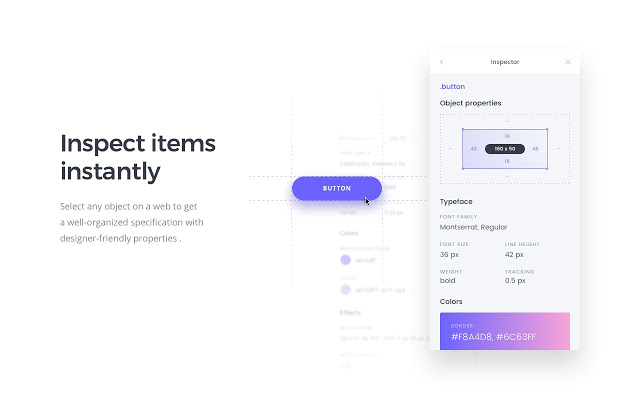 Inspect items
instantly
Select any object on a web to get
a well-organized specification with
designer-friendly properties .
BUTTON
Colors
Effects
Inspector
.button
Object properties
-
18
- 48 160 x 50 48 -
18
-
Typeface
FONT FAMILY
Montserrat, Regular
FONT SIZE LINE HEIGHT
36 px 42 px
WEIGHT TRACKING
bold 0.5 px
Colors
BORDER
#F8A4D8, #6C63FF